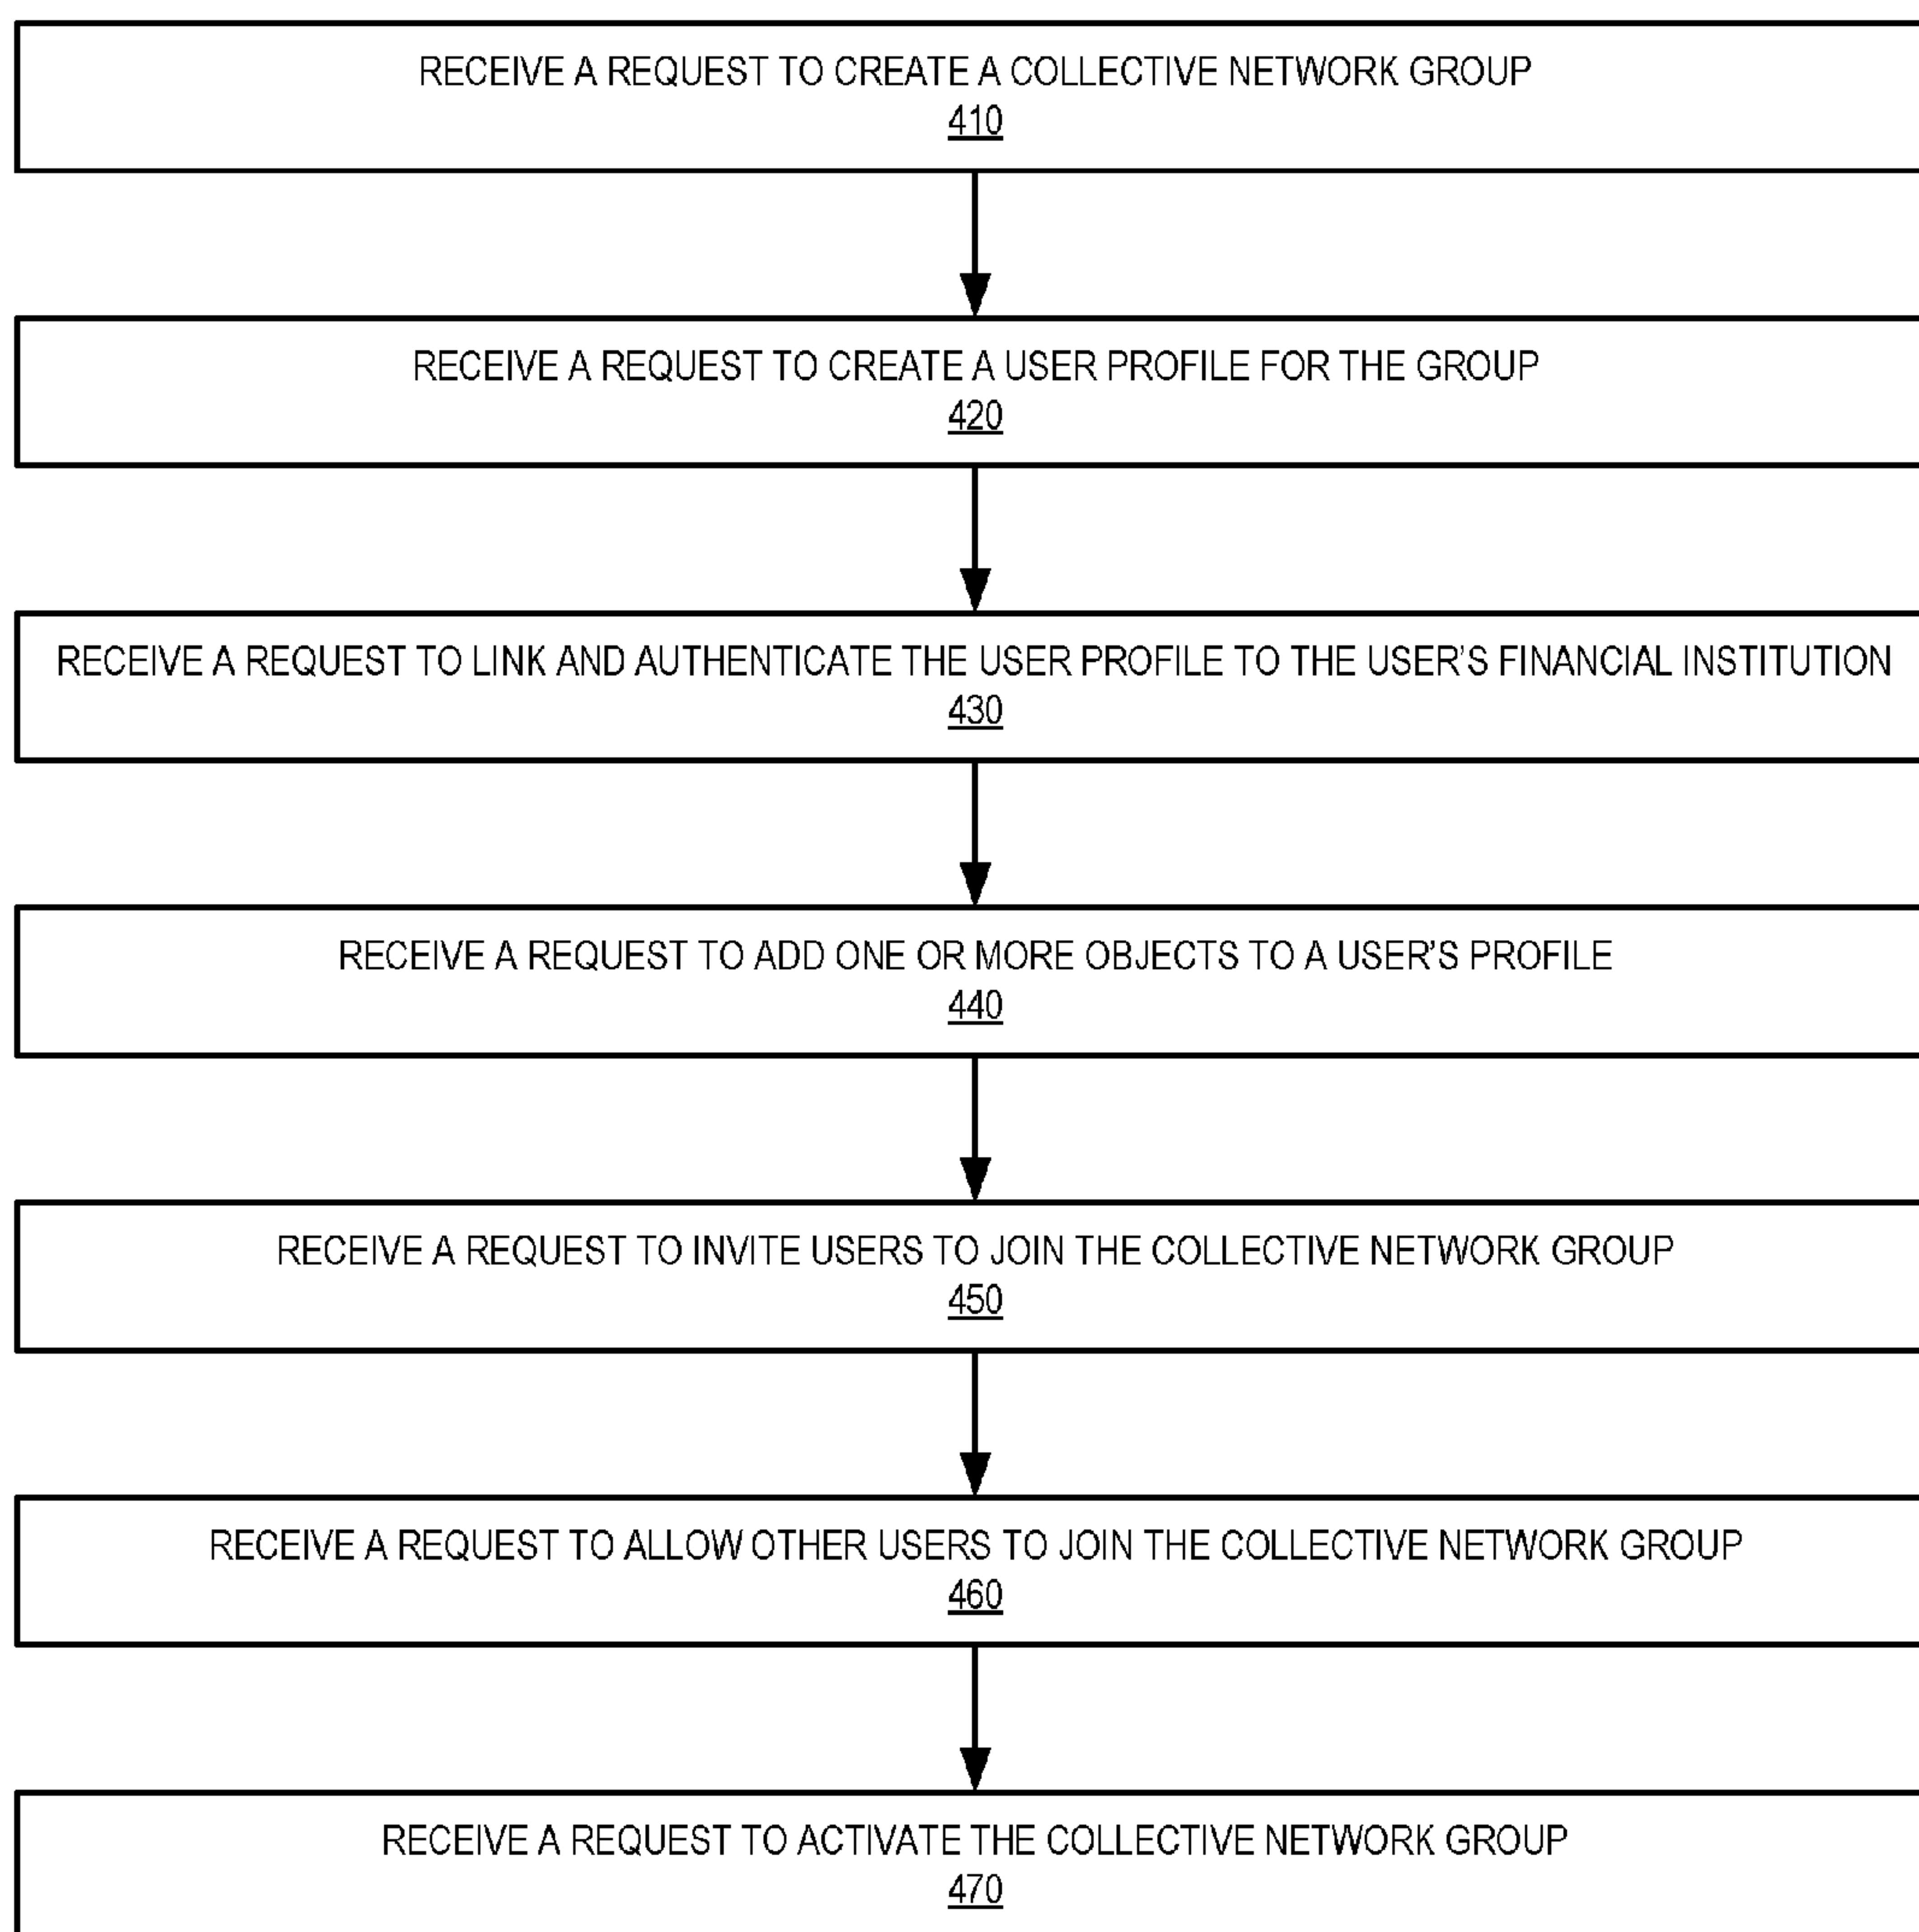 RECEIVE A REQUEST TO CREATE A COLLECTIVE NETWORK GROUP
410
RECEIVE A REQUEST TO CREATE A USER PROFILE FOR THE GROUP
420
RECEIVE A REQUEST TO LINK AND AUTHENTICATE THE USER PROFILE TO THE USER'S FINANCIAL INSTITUTION
430
RECEIVE A REQUEST TO ADD ONE OR MORE OBJECTS TO A USER'S PROFILE
440
RECEIVE A REQUEST TO INVITE USERS TO JOIN THE COLLECTIVE NETWORK GROUP
450
RECEIVE A REQUEST TO ALLOW OTHER USERS TO JOIN THE COLLECTIVE NETWORK GROUP
460
RECEIVE A REQUEST TO ACTIVATE THE COLLECTIVE NETWORK GROUP
470